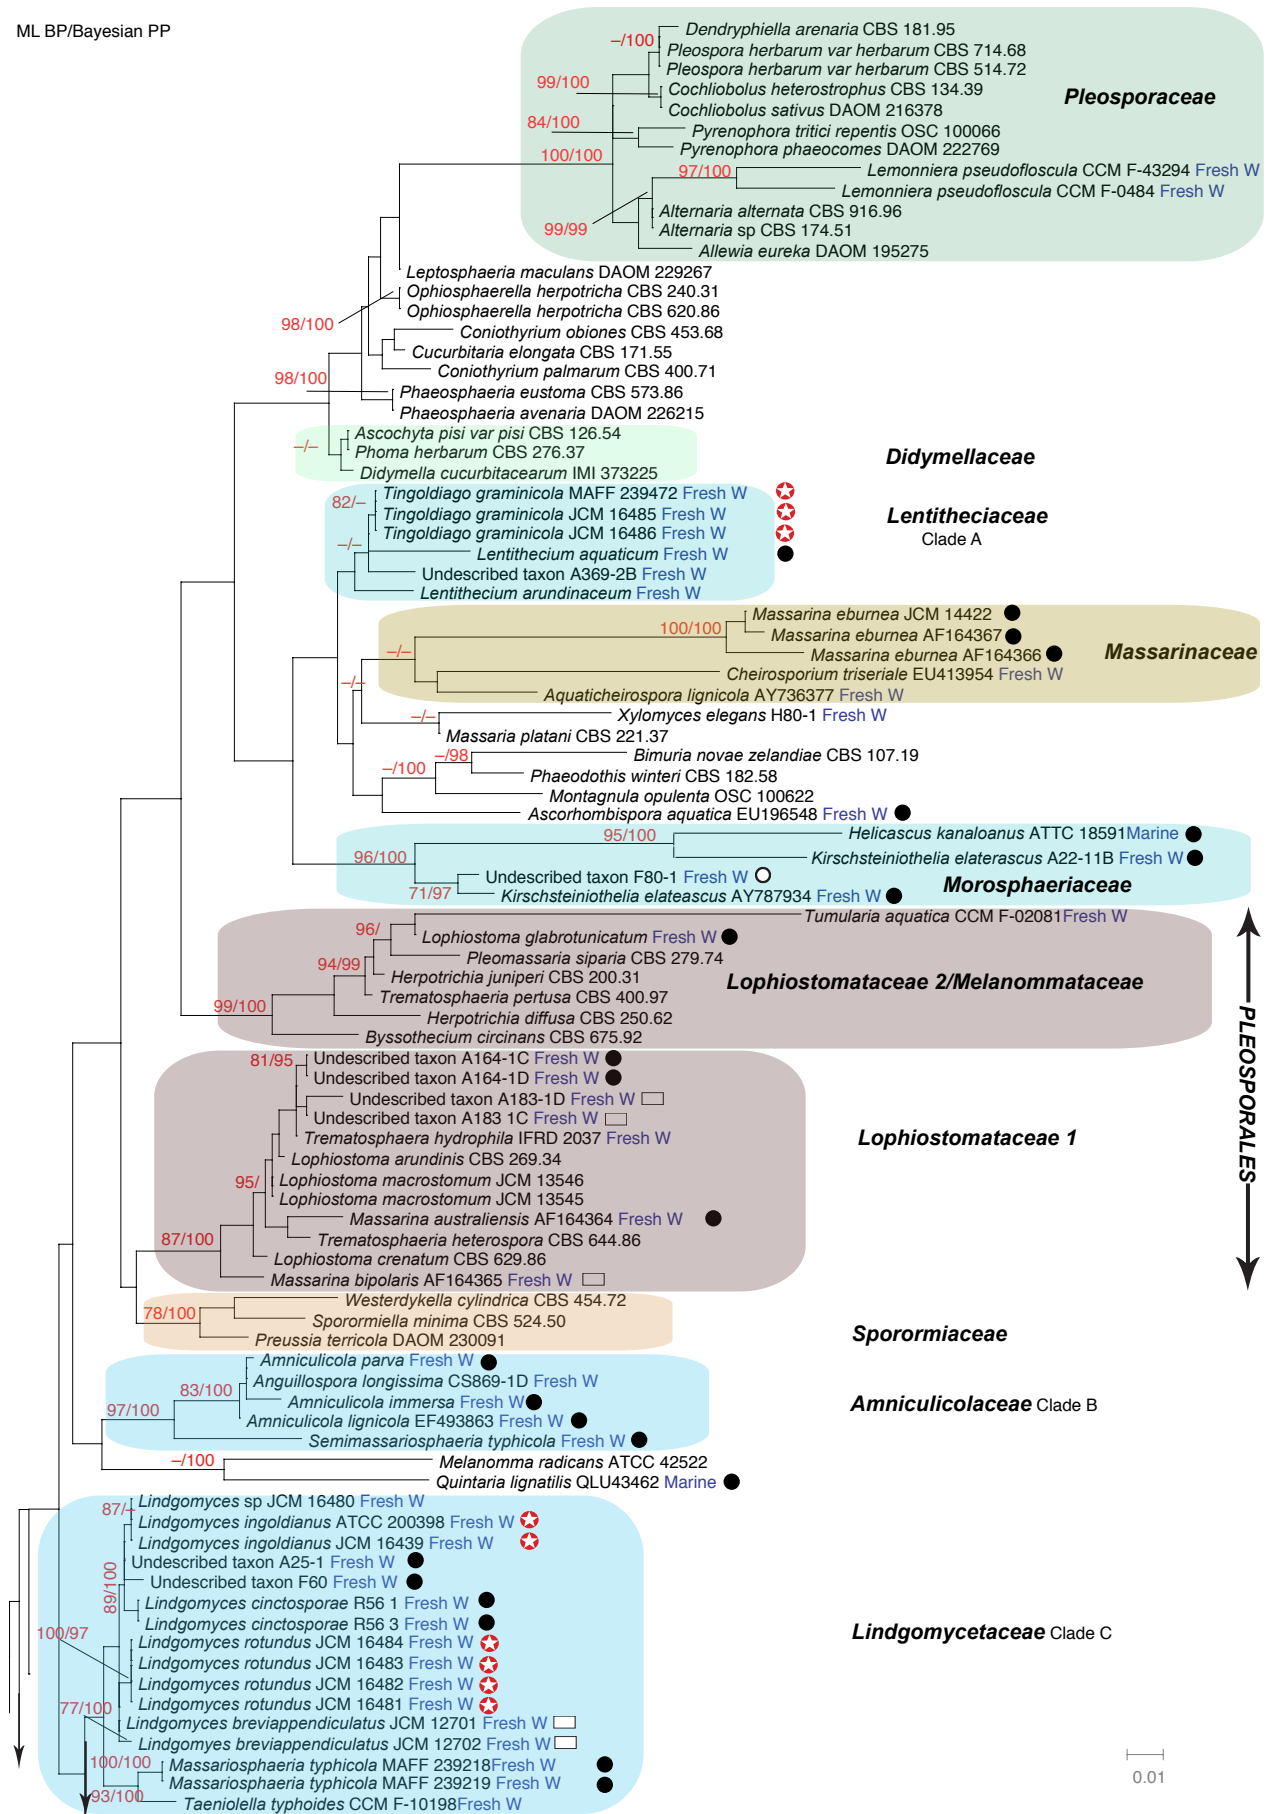 ML BP/Bayesian PP
Dendryphiella arenaria CBS 181.95
–/100
Pleospora herbarum var herbarum CBS 714.68
Pleospora herbarum var herbarum CBS 514.72
99/100
Cochliobolus heterostrophus CBS 134.39
Pleosporaceae
Cochliobolus sativus DAOM 216378
84/100
Pyrenophora tritici repentis OSC 100066
Pyrenophora phaeocomes DAOM 222769
100/100
97/100
Lemonniera pseudofloscula CCM F-43294 Fresh W
Lemonniera pseudofloscula CCM F-0484 Fresh W
Alternaria alternata CBS 916.96
99/99
Alternaria sp CBS 174.51
Allewia eureka DAOM 195275
Leptosphaeria maculans DAOM 229267
Ophiosphaerella herpotricha CBS 240.31
Ophiosphaerella herpotricha CBS 620.86
98/100
Coniothyrium obiones CBS 453.68
Cucurbitaria elongata CBS 171.55
Coniothyrium palmarum CBS 400.71
98/100
Phaeosphaeria eustoma CBS 573.86
Phaeosphaeria avenaria DAOM 226215
Ascochyta pisi var pisi CBS 126.54
–/–
Phoma herbarum CBS 276.37
Didymellaceae
Didymella cucurbitacearum IMI 373225
Tingoldiago graminicola MAFF 239472 Fresh W
82/–
Tingoldiago graminicola JCM 16485 Fresh W
Lentitheciaceae
Tingoldiago graminicola JCM 16486 Fresh W
Clade A
–/–
Lentithecium aquaticum Fresh W
Undescribed taxon A369-2B Fresh W
Lentithecium arundinaceum Fresh W
Massarina eburnea JCM 14422
100/100
Massarina eburnea AF164367
–/–
Massarina eburnea AF164366
Massarinaceae
Cheirosporium triseriale EU413954 Fresh W
–/–
Aquaticheirospora lignicola AY736377 Fresh W
–/–
Xylomyces elegans H80-1 Fresh W
Massaria platani CBS 221.37
–/98
Bimuria novae zelandiae CBS 107.19
–/100
Phaeodothis winteri CBS 182.58
Montagnula opulenta OSC 100622
Ascorhombispora aquatica EU196548 Fresh W
95/100
Helicascus kanaloanus ATTC 18591Marine
96/100
Kirschsteiniothelia elaterascus A22-11B Fresh W
Undescribed taxon F80-1 Fresh W
Morosphaeriaceae
71/97
Kirschsteiniothelia elateascus AY787934 Fresh W
Tumularia aquatica CCM F-02081Fresh W
96/
Lophiostoma glabrotunicatum Fresh W
Pleomassaria siparia CBS 279.74
94/99
Herpotrichia juniperi CBS 200.31
Lophiostomataceae 2/Melanommataceae
Trematosphaeria pertusa CBS 400.97
99/100
Herpotrichia diffusa CBS 250.62
Byssothecium circinans CBS 675.92
PLEOSPORALES
81/95
Undescribed taxon A164-1C Fresh W
Undescribed taxon A164-1D Fresh W
Undescribed taxon A183-1D Fresh W
Undescribed taxon A183 1C Fresh W
Trematosphaera hydrophila IFRD 2037 Fresh W
Lophiostomataceae 1
Lophiostoma arundinis CBS 269.34
95/
Lophiostoma macrostomum JCM 13546
Lophiostoma macrostomum JCM 13545
Massarina australiensis AF164364 Fresh W
87/100
Trematosphaeria heterospora CBS 644.86
Lophiostoma crenatum CBS 629.86
Massarina bipolaris AF164365 Fresh W
Westerdykella cylindrica CBS 454.72
78/100
Sporormiella minima CBS 524.50
Sporormiaceae
Preussia terricola DAOM 230091
Amniculicola parva Fresh W
Anguillospora longissima CS869-1D Fresh W
83/100
Amniculicola immersa Fresh W
Amniculicolaceae Clade B
97/100
Amniculicola lignicola EF493863 Fresh W
Semimassariosphaeria typhicola Fresh W
–/100
Melanomma radicans ATCC 42522
Quintaria lignatilis QLU43462 Marine
87/–
Lindgomyces sp JCM 16480 Fresh W
Lindgomyces ingoldianus ATCC 200398 Fresh W
Lindgomyces ingoldianus JCM 16439 Fresh W
Undescribed taxon A25-1 Fresh W
89/100
Undescribed taxon F60 Fresh W
Lindgomyces cinctosporae R56 1 Fresh W
Lindgomyces cinctosporae R56 3 Fresh W
100/97
Lindgomycetaceae Clade C
Lindgomyces rotundus JCM 16484 Fresh W
Lindgomyces rotundus JCM 16483 Fresh W
Lindgomyces rotundus JCM 16482 Fresh W
Lindgomyces rotundus JCM 16481 Fresh W
77/100
Lindgomyces breviappendiculatus JCM 12701 Fresh W
Lindgomyes breviappendiculatus JCM 12702 Fresh W
100/100
Massariosphaeria typhicola MAFF 239218Fresh W
Massariosphaeria typhicola MAFF 239219 Fresh W
93/100
Taeniolella typhoides CCM F-10198Fresh W
0.01